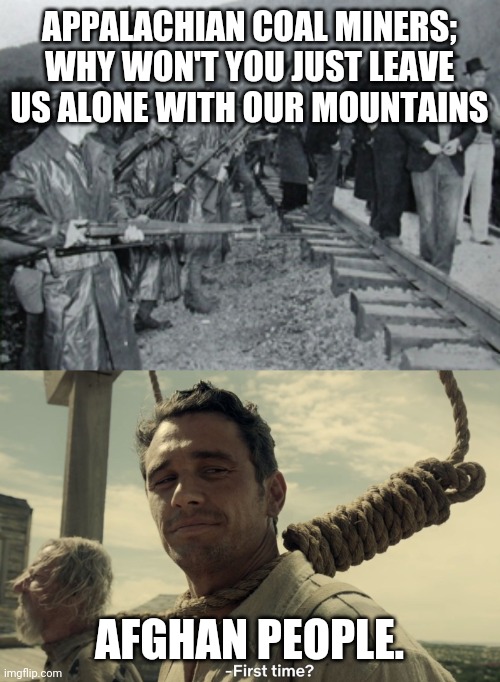 APPALACHIAN COAL MINERS;
WHY WON'T YOU JUST LEAVE
US ALONE WITH OUR MOUNTAINS
AFGHAN PEOPLE.
-First time?
imgflip.com